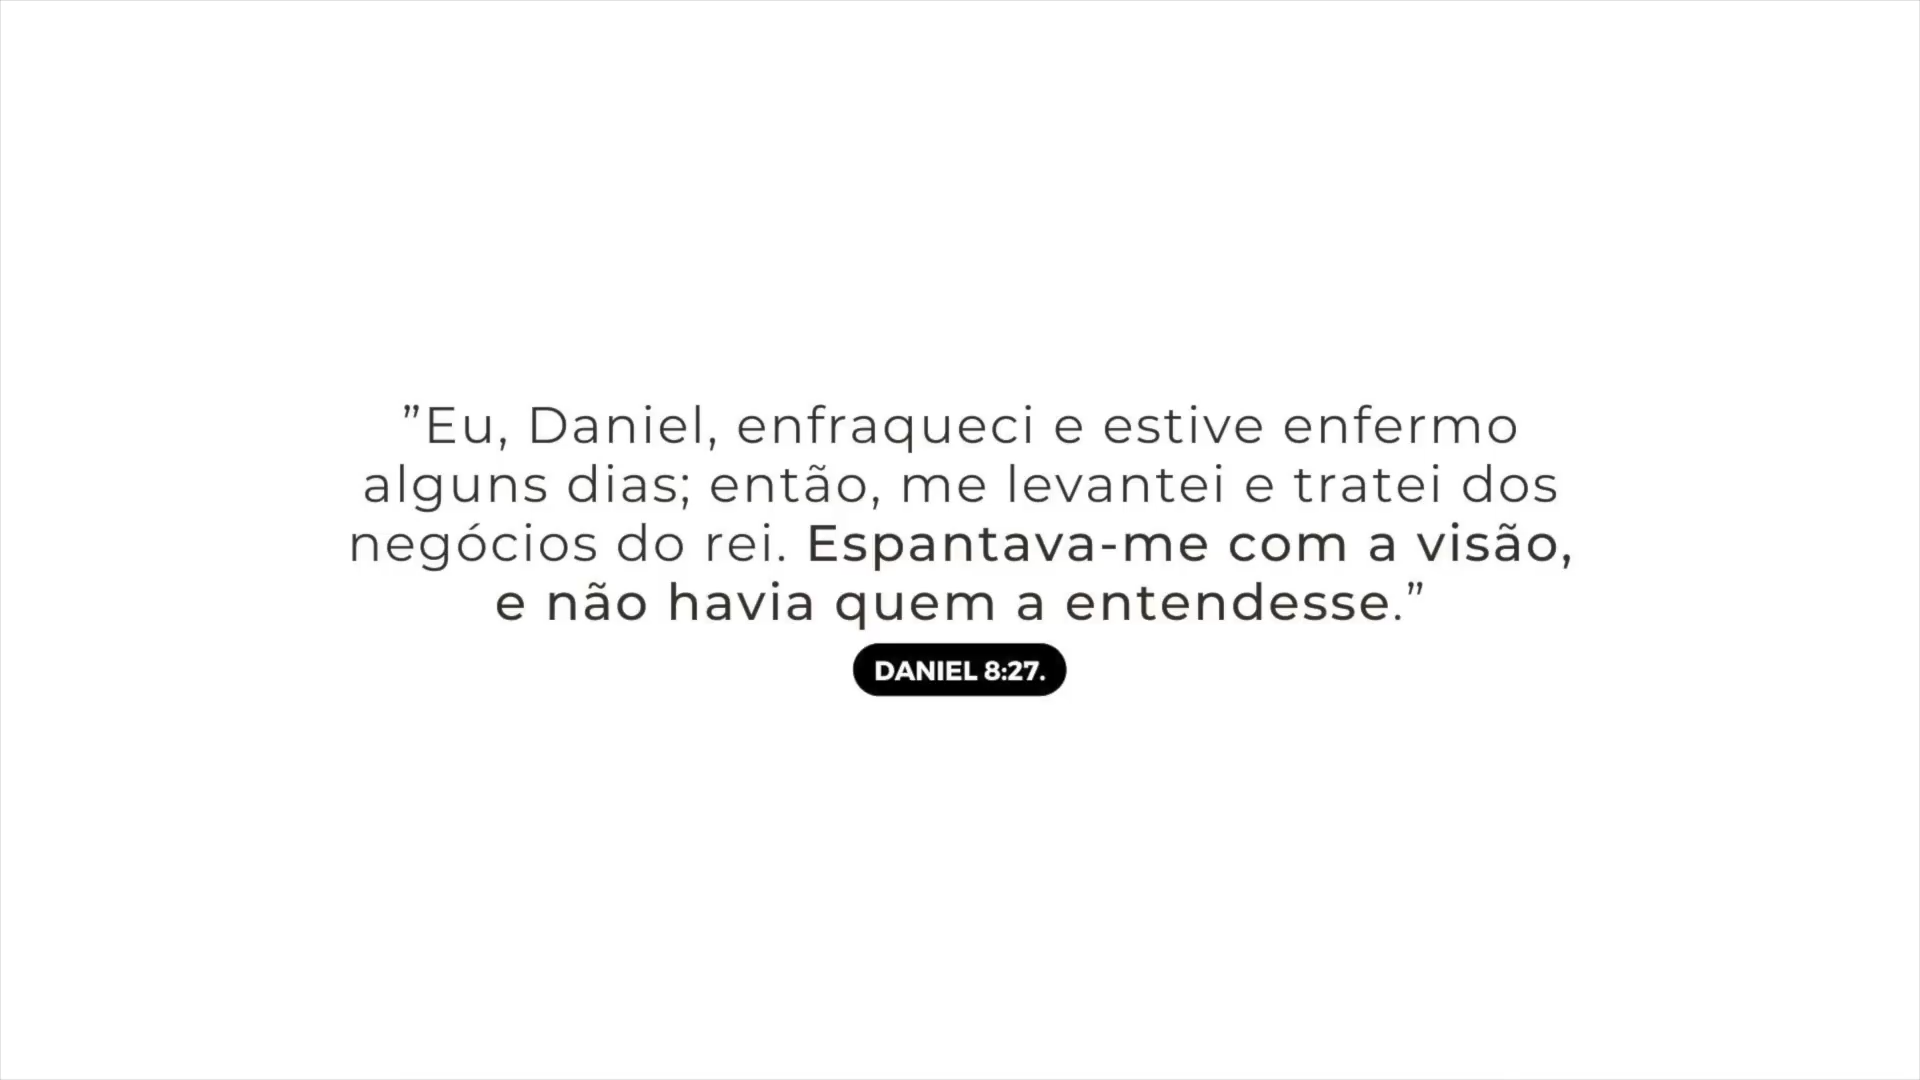 ”Eu, Daniel, enfraqueci e estive enfermo
alguns dias; então, me levantei e tratei dos
negócios do rei. Espantava-me com a visão,
e não havia quem a entendesse.”
DANIEL 8:27.